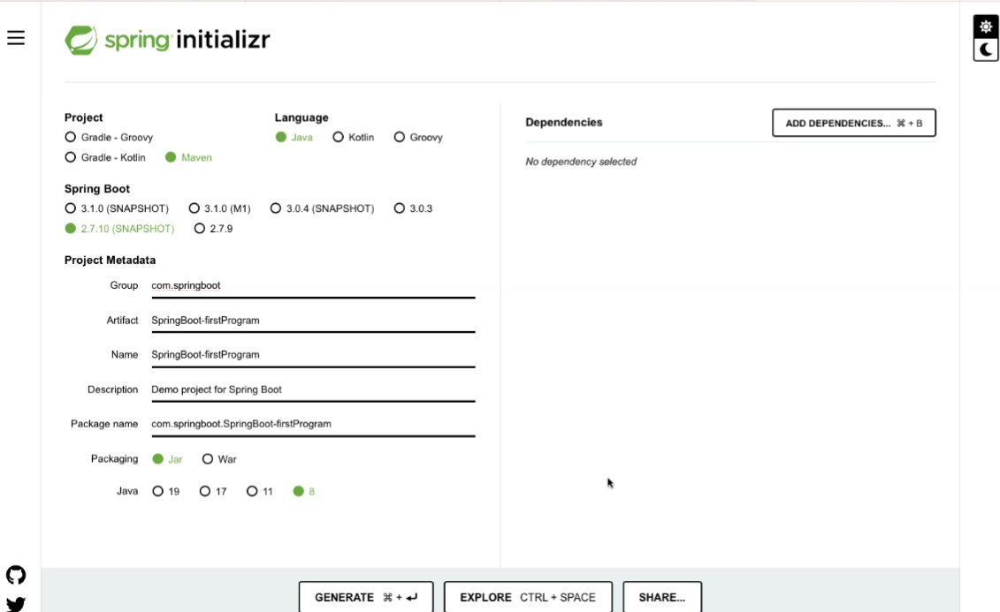 spring initializr
Project
Gradle - Groovy
Gradle - Kotlin Maven
Language
Java Kotlin Groovy
Spring Boot
3.1.0 (SNAPSHOT) 3.1.0 (M1) 3.0.4 (SNAPSHOT) 3.0.3
2.7.10 (SNAPSHOT) 2.7.9
Project Metadata
Group com.springboot
Artifact SpringBoot-firstProgram
Name SpringBoot-firstProgram
Description Demo project for Spring Boot
Package name com.springboot.SpringBoot-firstProgram
Packaging Jar War
Java 19 17 11 8
Dependencies ADD DEPENDENCIES... ⌘ + B
No dependency selected
GENERATE ⌘ + ↵ EXPLORE CTRL + SPACE SHARE...